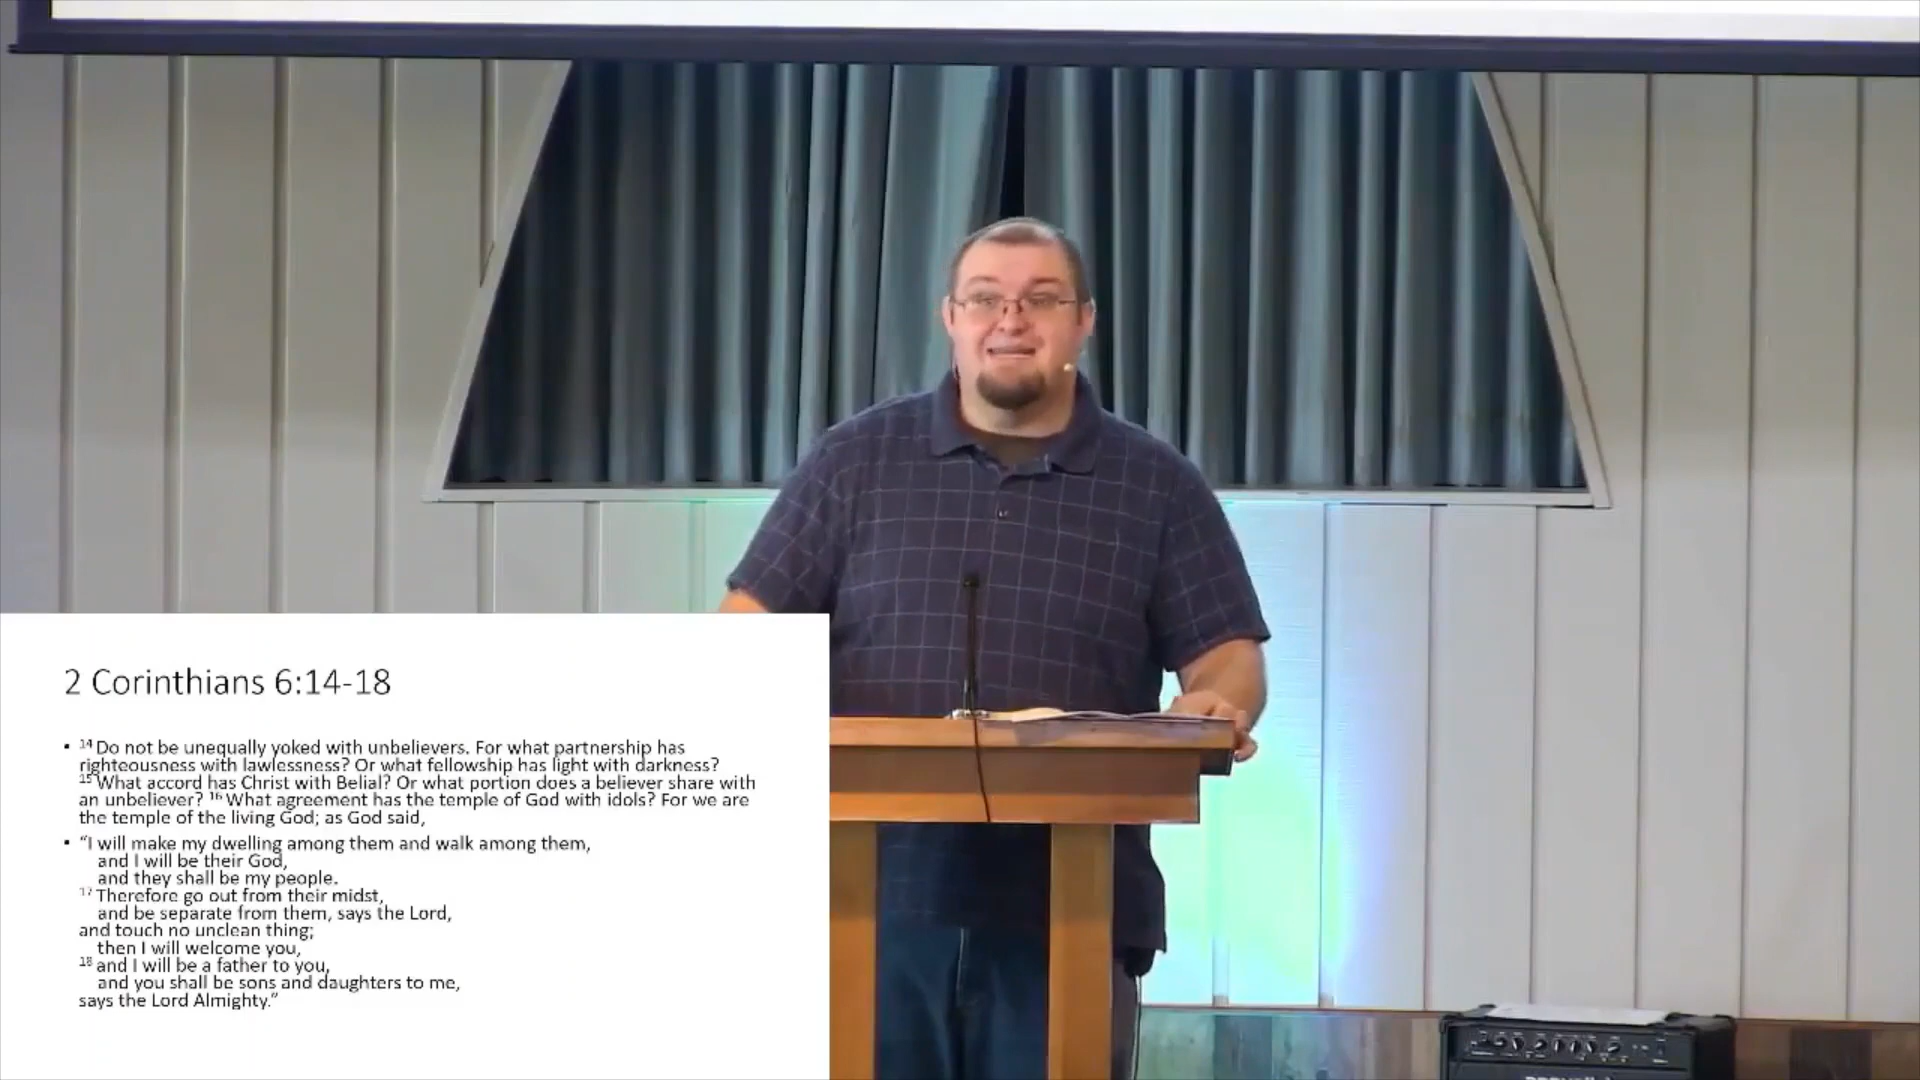 2 Corinthians 6:14-18
▪ 14 Do not be unequally yoked with unbelievers. For what partnership has
righteousness with lawlessness? Or what fellowship has light with darkness?
15 What accord has Christ with Belial? Or what portion does a believer share with
an unbeliever? 16 What agreement has the temple of God with idols? For we are
the temple of the living God; as God said,
▪ “I will make my dwelling among them and walk among them,
and I will be their God,
and they shall be my people.
17 Therefore go out from their midst,
and be separate from them, says the Lord,
and touch no unclean thing;
then I will welcome you,
18 and I will be a father to you,
and you shall be sons and daughters to me,
says the Lord Almighty.”